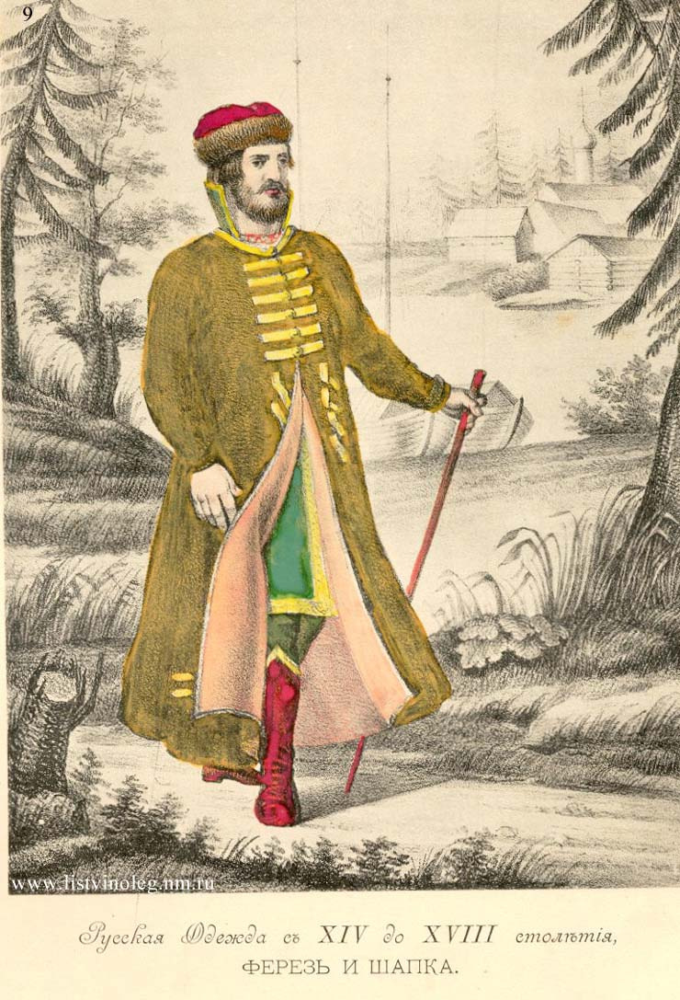 9
www.listvinoleg.nm.ru
Русская Одежда съ XIV до XVIII столѣтія,
ФЕРЕЗЬ И ШАПКА.